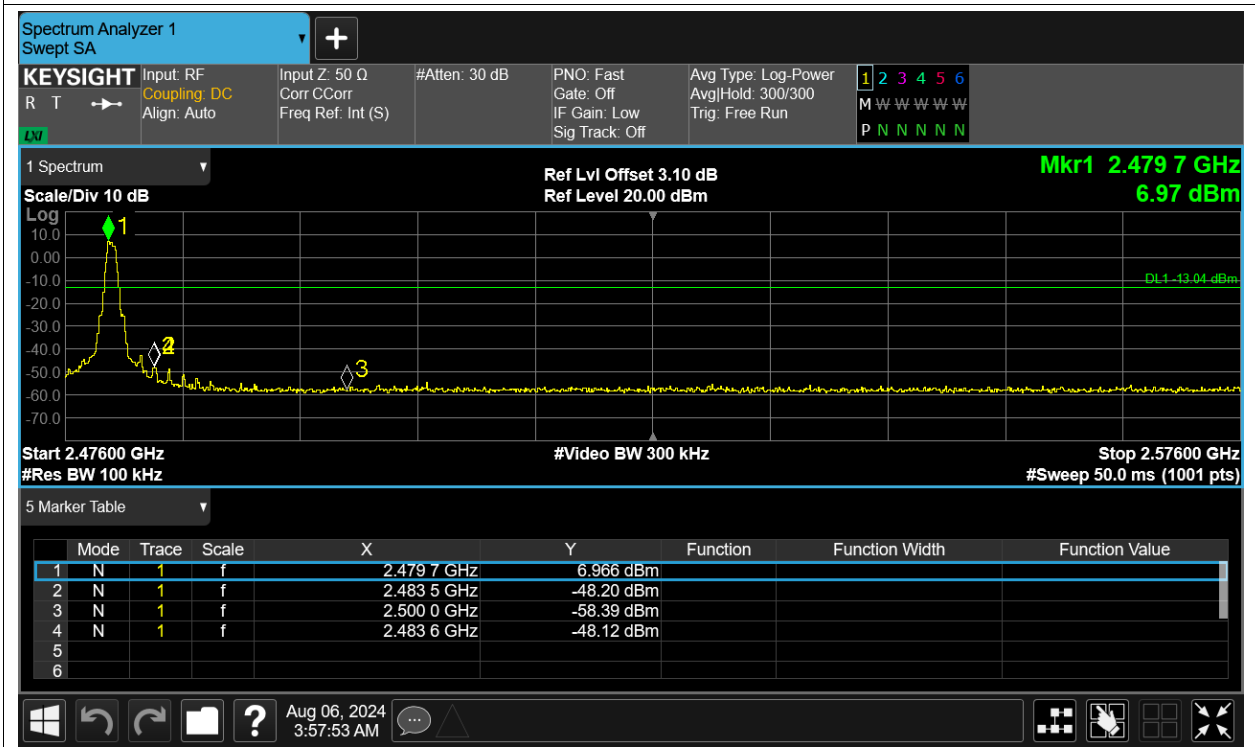 Spectrum Analyzer 1
Swept SA
KEYSIGHT
R T
LXI
Input: RF
Coupling: DC
Align: Auto
Input Z: 50 Ω
Corr CCorr
Freq Ref: Int (S)
#Atten: 30 dB
PNO: Fast
Gate: Off
IF Gain: Low
Sig Track: Off
Avg Type: Log-Power
Avg|Hold: 300/300
Trig: Free Run
1 2 3 4 5 6
M W W W W W
P N N N N N
1 Spectrum
Scale/Div 10 dB
Ref Lvl Offset 3.10 dB
Ref Level 20.00 dBm
Mkr1 2.479 7 GHz
6.97 dBm
Log
10.0
0.00
-10.0
-20.0
-30.0
-40.0
-50.0
-60.0
-70.0
1
2
3
DL1 -13.04 dBm
Start 2.47600 GHz
#Res BW 100 kHz
#Video BW 300 kHz
Stop 2.57600 GHz
#Sweep 50.0 ms (1001 pts)
5 Marker Table
Mode Trace Scale X Y Function Function Width Function Value
1 N 1 f 2.479 7 GHz 6.966 dBm
2 N 1 f 2.483 5 GHz -48.20 dBm
3 N 1 f 2.500 0 GHz -58.39 dBm
4 N 1 f 2.483 6 GHz -48.12 dBm
5
6
?
Aug 06, 2024
3:57:53 AM